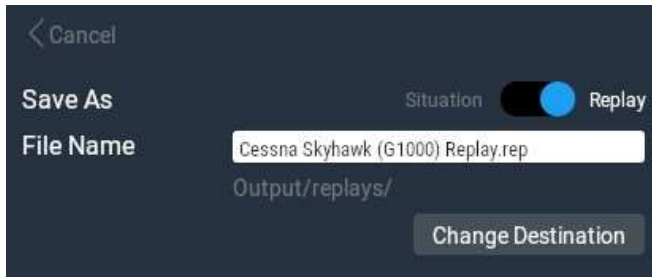 Cancel
Save As Situation Replay
File Name Cessna Skyhawk (G1000) Replay.rep
Output/replays/
Change Destination